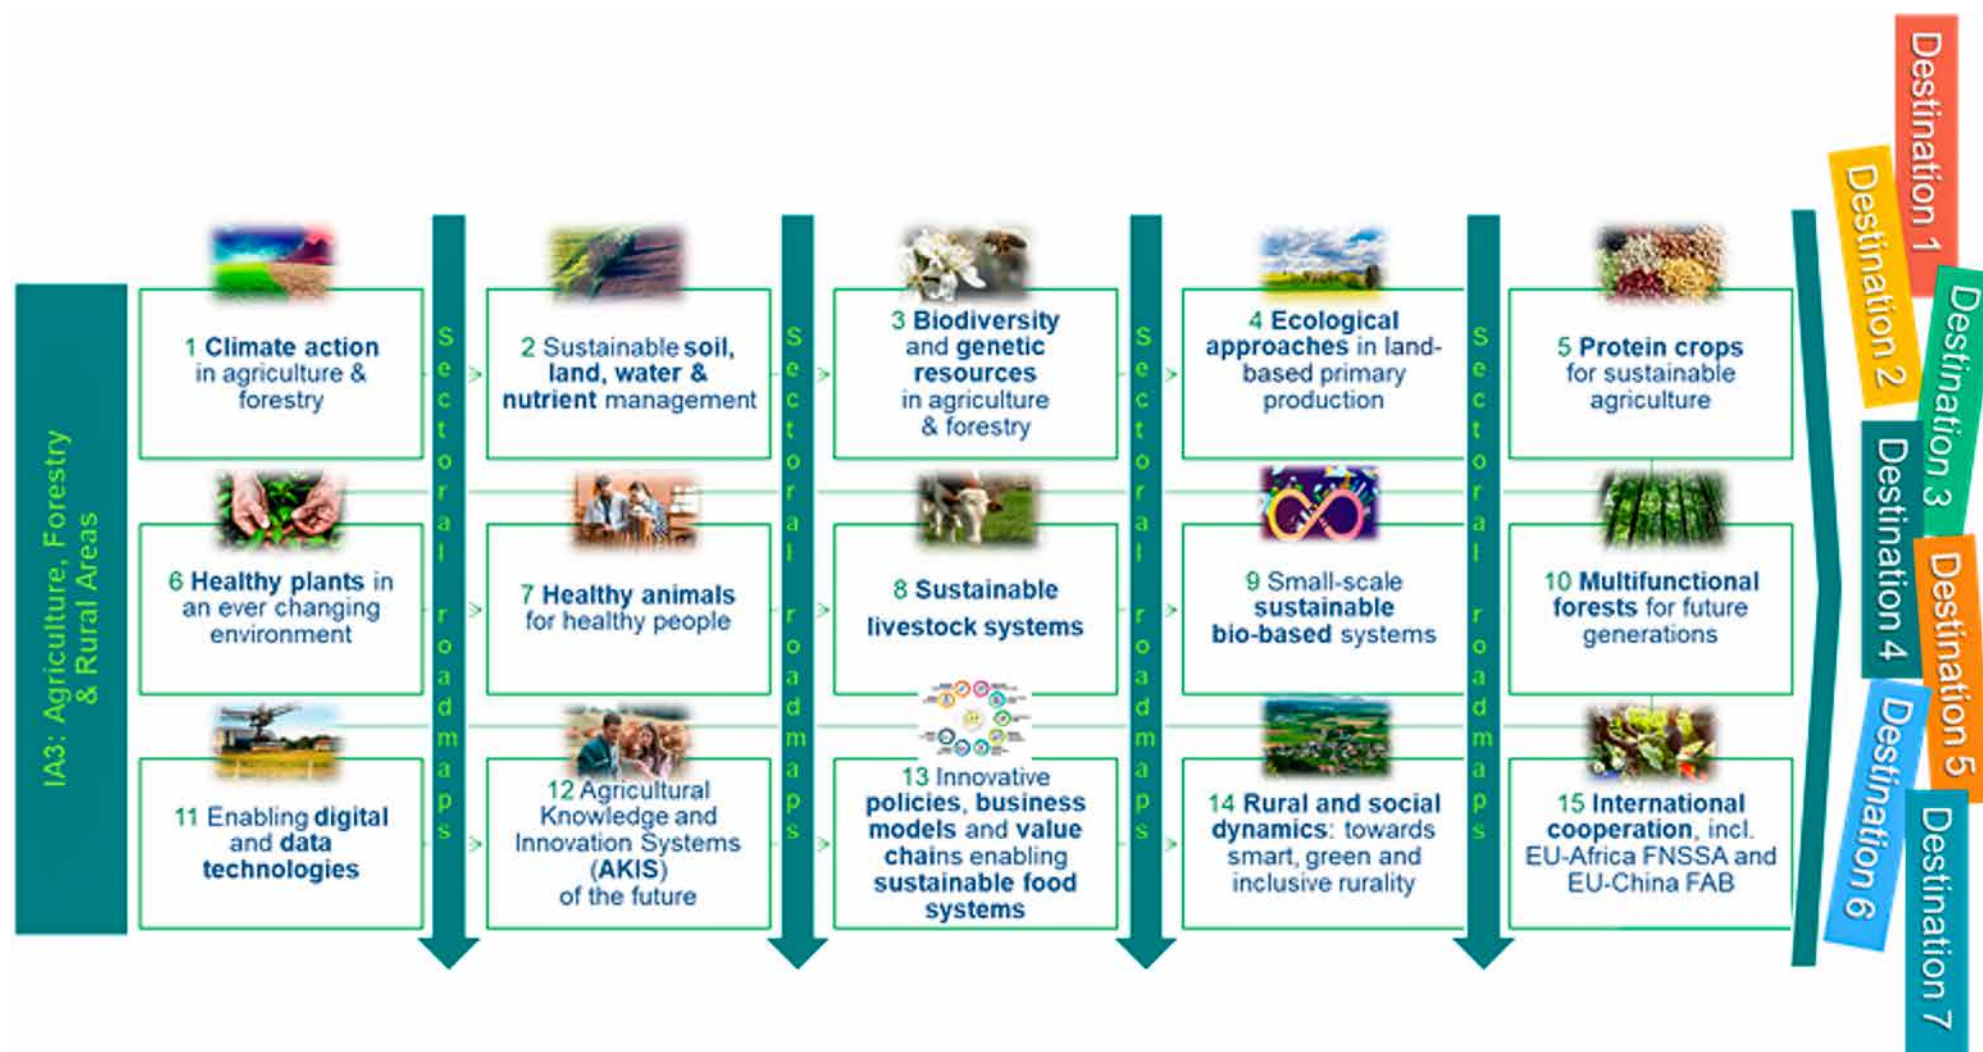 IA3: Agriculture, Forestry
& Rural Areas
1 Climate action
in agriculture &
forestry
Sectoral roadmaps
2 Sustainable soil,
land, water &
nutrient management
Sectoral roadmaps
3 Biodiversity
and genetic
resources
in agriculture
& forestry
Sectoral roadmaps
4 Ecological
approaches in land-
based primary
production
Sectoral roadmaps
5 Protein crops
for sustainable
agriculture
6 Healthy plants in
an ever changing
environment
7 Healthy animals
for healthy people
8 Sustainable
livestock systems
9 Small-scale
sustainable
bio-based systems
10 Multifunctional
forests for future
generations
11 Enabling digital
and data
technologies
12 Agricultural
Knowledge and
Innovation Systems
(AKIS)
of the future
13 Innovative
policies, business
models and value
chains enabling
sustainable food
systems
14 Rural and social
dynamics: towards
smart, green and
inclusive rurality
15 International
cooperation, incl.
EU-Africa FNSSA and
EU-China FAB
Destination 1
Destination 2
Destination 3
Destination 4
Destination 5
Destination 6
Destination 7